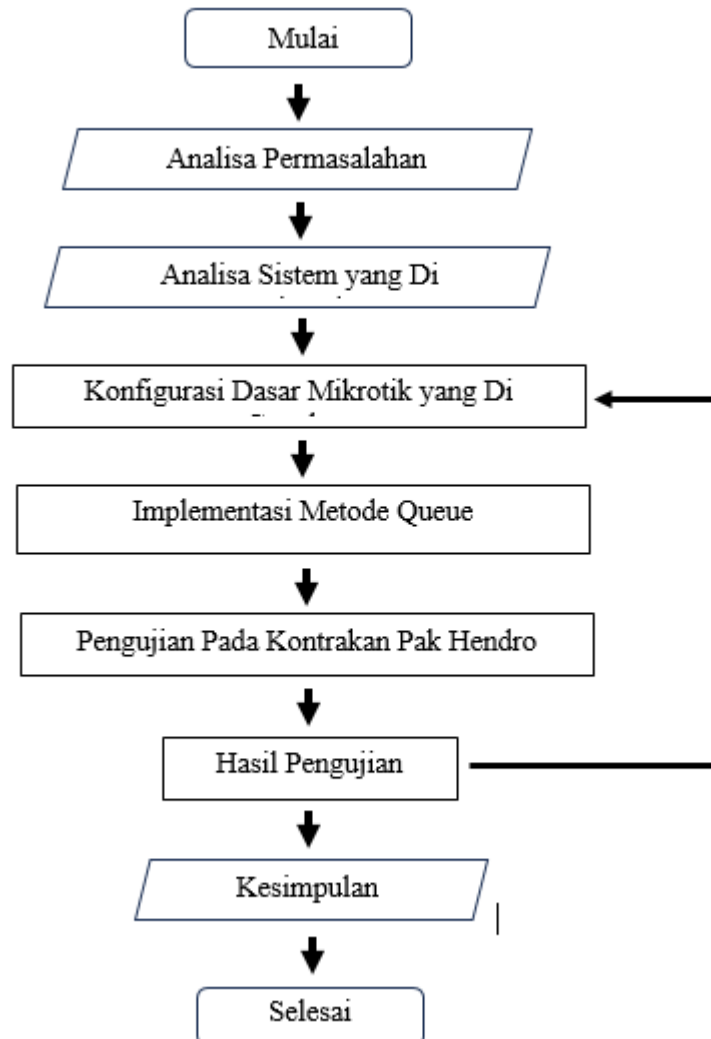 Mulai
Analisa Permasalahan
Analisa Sistem yang Di
Konfigurasi Dasar Mikrotik yang Di
Implementasi Metode Queue
Pengujian Pada Kontrakan Pak Hendro
Hasil Pengujian
Kesimpulan
Selesai